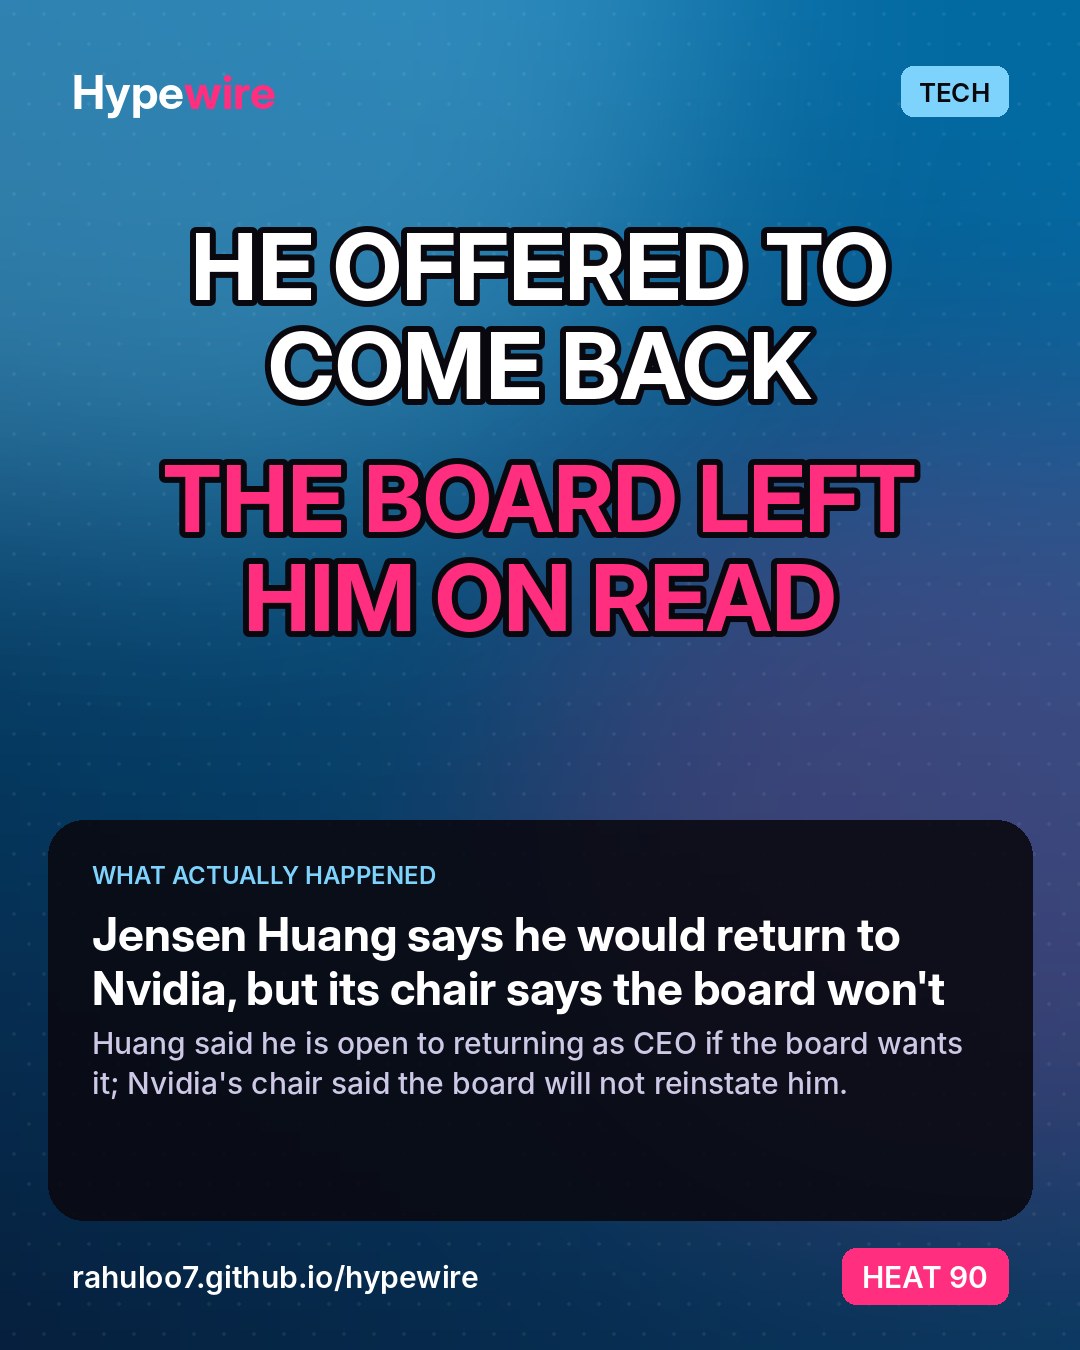 Hypewire
TECH
HE OFFERED TO
COME BACK
THE BOARD LEFT
HIM ON READ
WHAT ACTUALLY HAPPENED
Jensen Huang says he would return to
Nvidia, but its chair says the board won't
Huang said he is open to returning as CEO if the board wants
it; Nvidia's chair said the board will not reinstate him.
rahuloo7.github.io/hypewire
HEAT 90